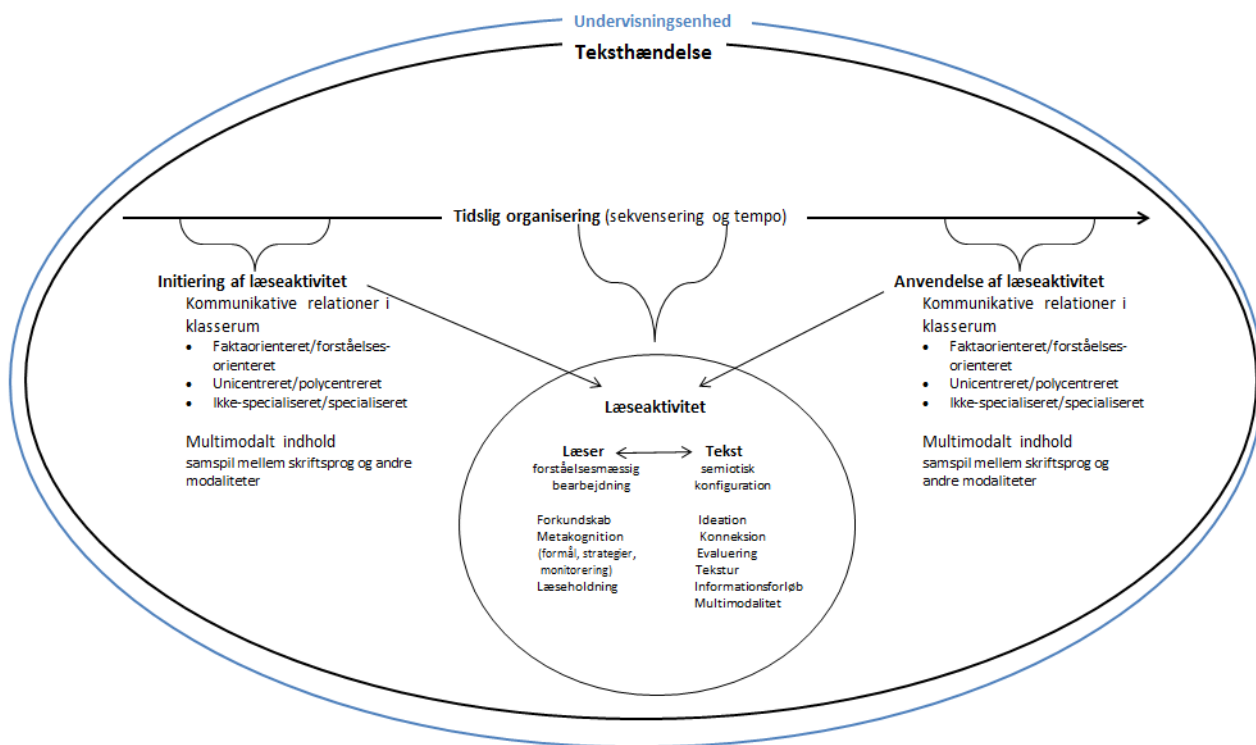 Undervisningsenhed
Teksthændelse
Tidslig organisering (sekvensering og tempo)
Initiering af læseaktivitet
Kommunikative relationer i
klasserum
• Faktaorienteret/forståelses-
orienteret
• Unicentreret/polycentreret
• Ikke-specialiseret/specialiseret
Multimodalt indhold
samspil mellem skriftsprog og andre
modaliteter
Læseaktivitet
Læser
forståelsesmæssig
bearbejdning
Forkundskab
Metakognition
(formål, strategier,
monitorering)
Læseholdning
Tekst
semiotisk
konfiguration
Ideation
Konneksion
Evaluering
Tekstur
Informationsforløb
Multimodalitet
Anvendelse af læseaktivitet
Kommunikative relationer i
klasserum
• Faktaorienteret/forståelses-
orienteret
• Unicentreret/polycentreret
• Ikke-specialiseret/specialiseret
Multimodalt indhold
samspil mellem skriftsprog og
andre modaliteter